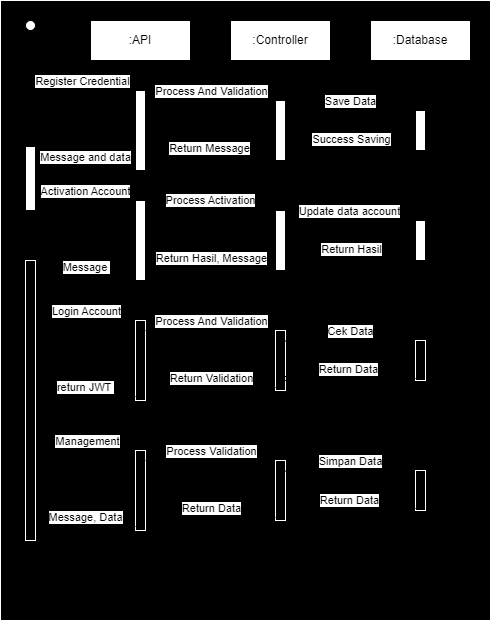 :API
:Controller
:Database
Register Credential
Process And Validation
Save Data
Success Saving
Return Message
Message and data
Activation Account
Process Activation
Update data account
Return Hasil
Return Hasil, Message
Message
Login Account
Process And Validation
Cek Data
Return Data
Return Validation
return JWT
Management
Process Validation
Simpan Data
Return Data
Return Data
Message, Data